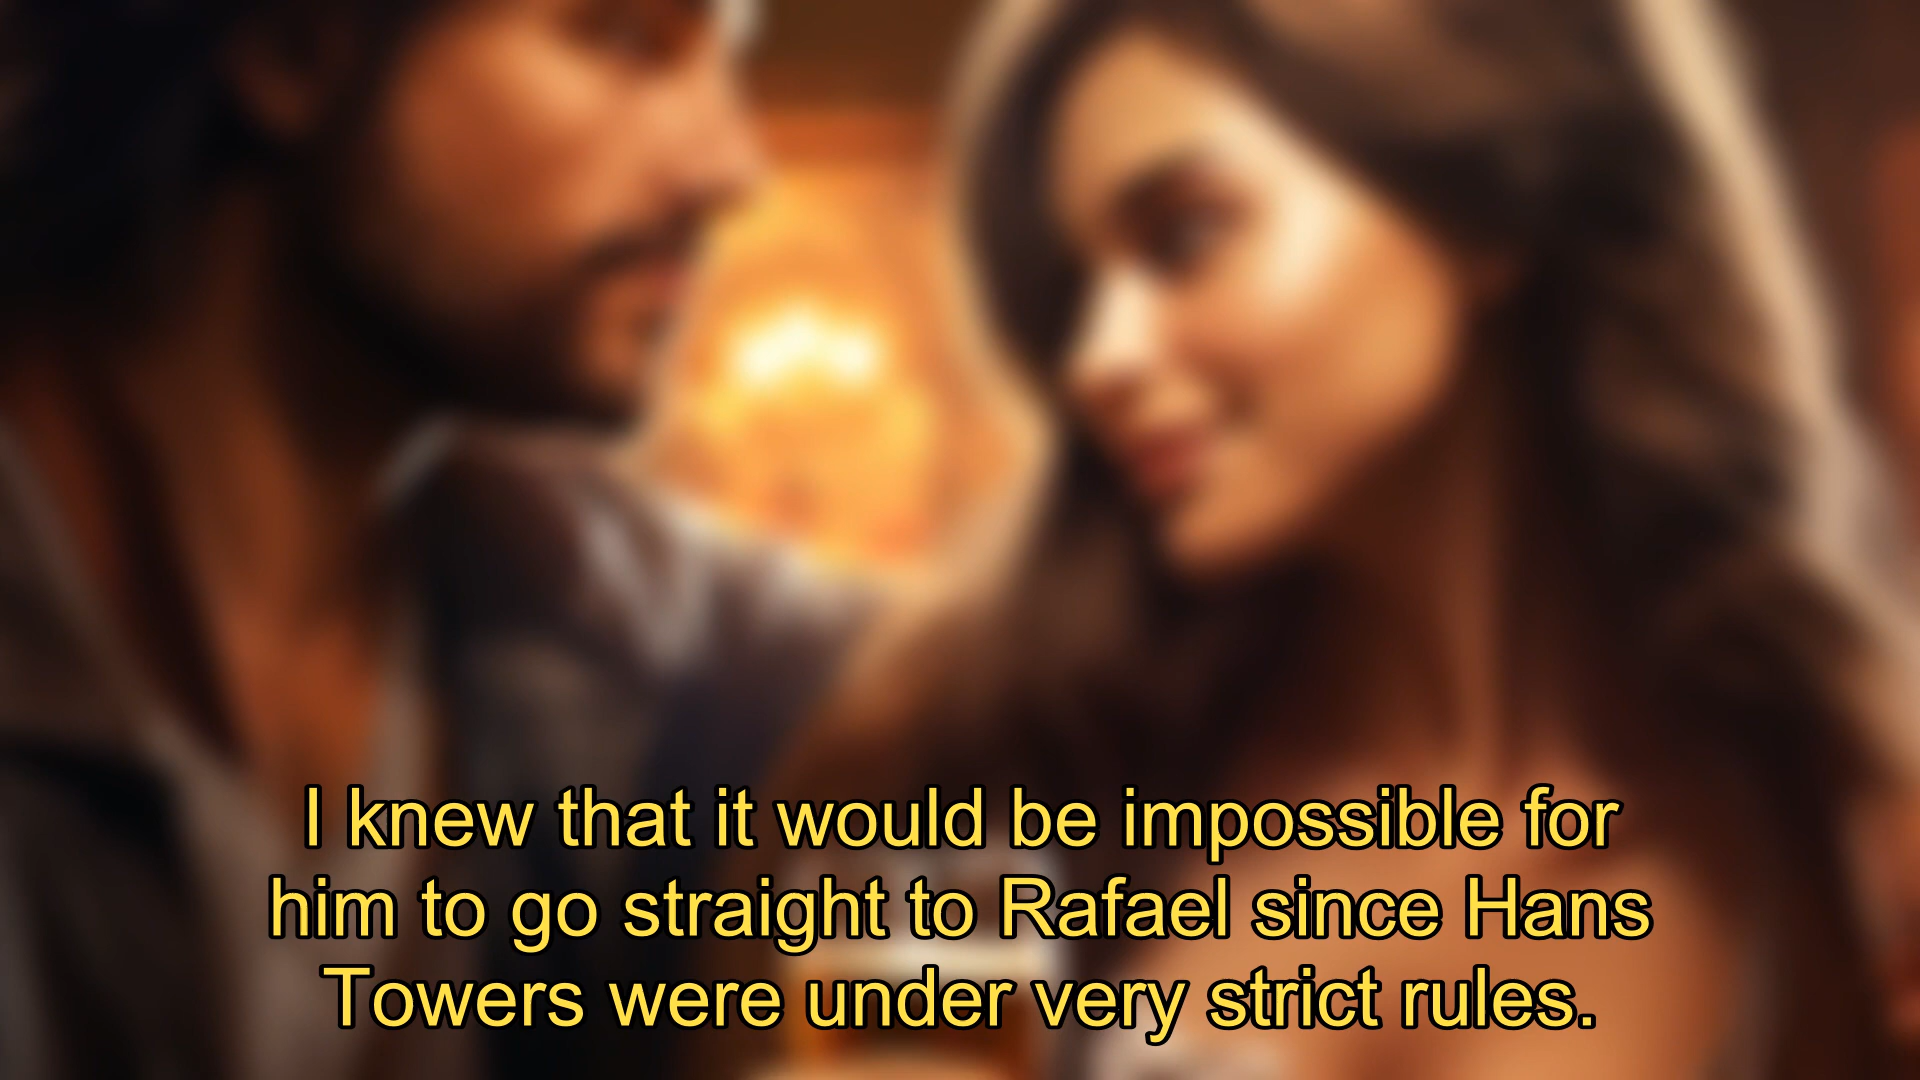 I knew that it would be impossible for
him to go straight to Rafael since Hans
Towers were under very strict rules.